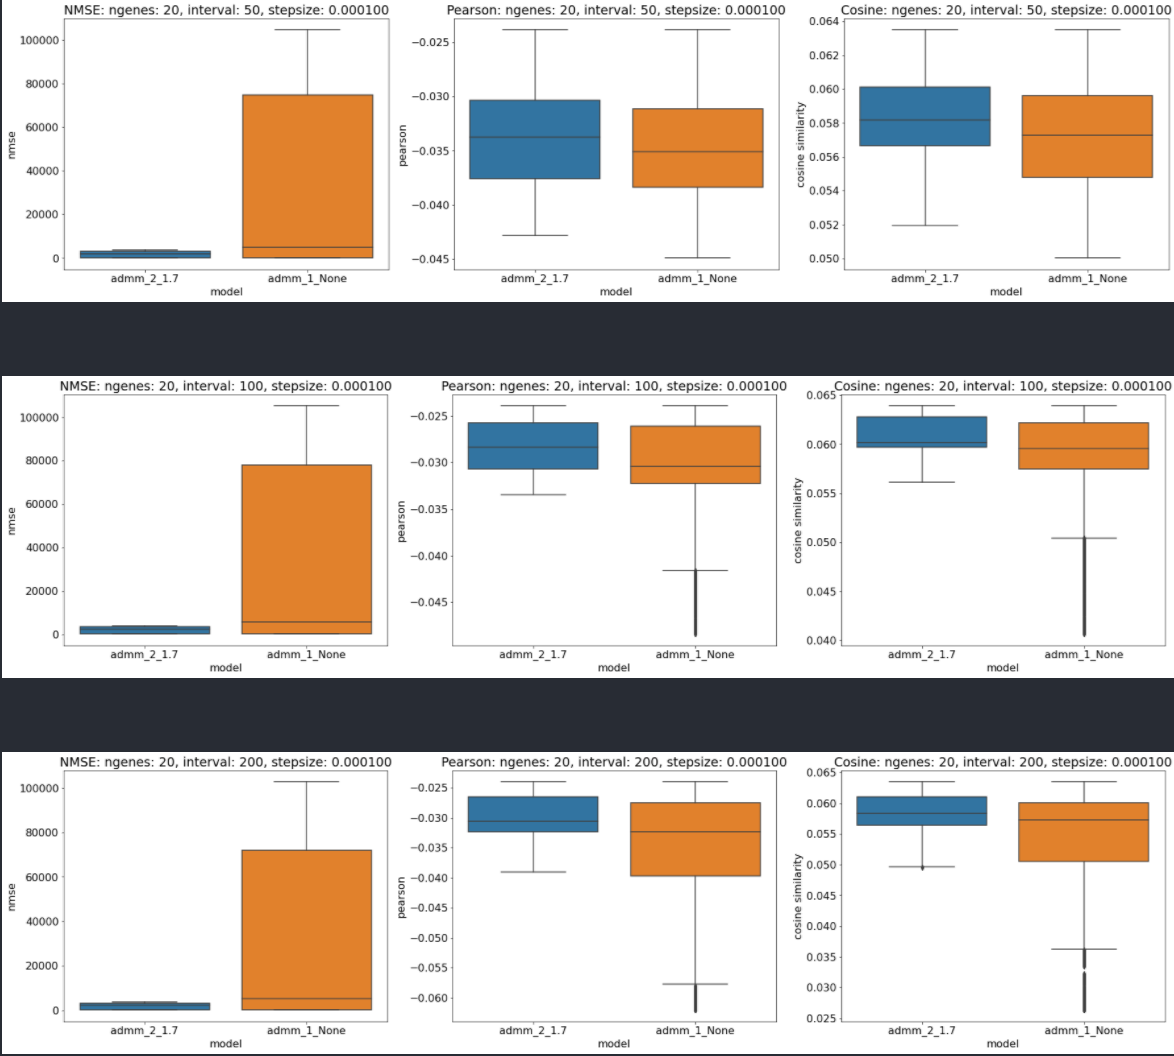 NMSE: ngenes: 20, interval: 50, stepsize: 0.000100
100000
80000
60000
40000
20000
0
nmse
admm_2_1.7
admm_1_None
model
Pearson: ngenes: 20, interval: 50, stepsize: 0.000100
−0.025
−0.030
−0.035
−0.040
−0.045
pearson
admm_2_1.7
admm_1_None
model
Cosine: ngenes: 20, interval: 50, stepsize: 0.000100
0.064
0.062
0.060
0.058
0.056
0.054
0.052
0.050
cosine similarity
admm_2_1.7
admm_1_None
model
NMSE: ngenes: 20, interval: 100, stepsize: 0.000100
100000
80000
60000
40000
20000
0
nmse
admm_2_1.7
admm_1_None
model
Pearson: ngenes: 20, interval: 100, stepsize: 0.000100
−0.025
−0.030
−0.035
−0.040
−0.045
pearson
admm_2_1.7
admm_1_None
model
Cosine: ngenes: 20, interval: 100, stepsize: 0.000100
0.065
0.060
0.055
0.050
0.045
0.040
cosine similarity
admm_2_1.7
admm_1_None
model
NMSE: ngenes: 20, interval: 200, stepsize: 0.000100
100000
80000
60000
40000
20000
0
nmse
admm_2_1.7
admm_1_None
model
Pearson: ngenes: 20, interval: 200, stepsize: 0.000100
−0.025
−0.030
−0.035
−0.040
−0.045
−0.050
−0.055
−0.060
pearson
admm_2_1.7
admm_1_None
model
Cosine: ngenes: 20, interval: 200, stepsize: 0.000100
0.065
0.060
0.055
0.050
0.045
0.040
0.035
0.030
0.025
cosine similarity
admm_2_1.7
admm_1_None
model